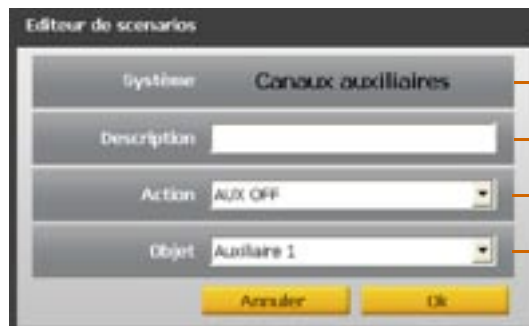 Editeur de scenarios
Système Canaux auxiliaires
Description
Action AUX OFF
Objet Auxiliaire 1
Annuler Ok